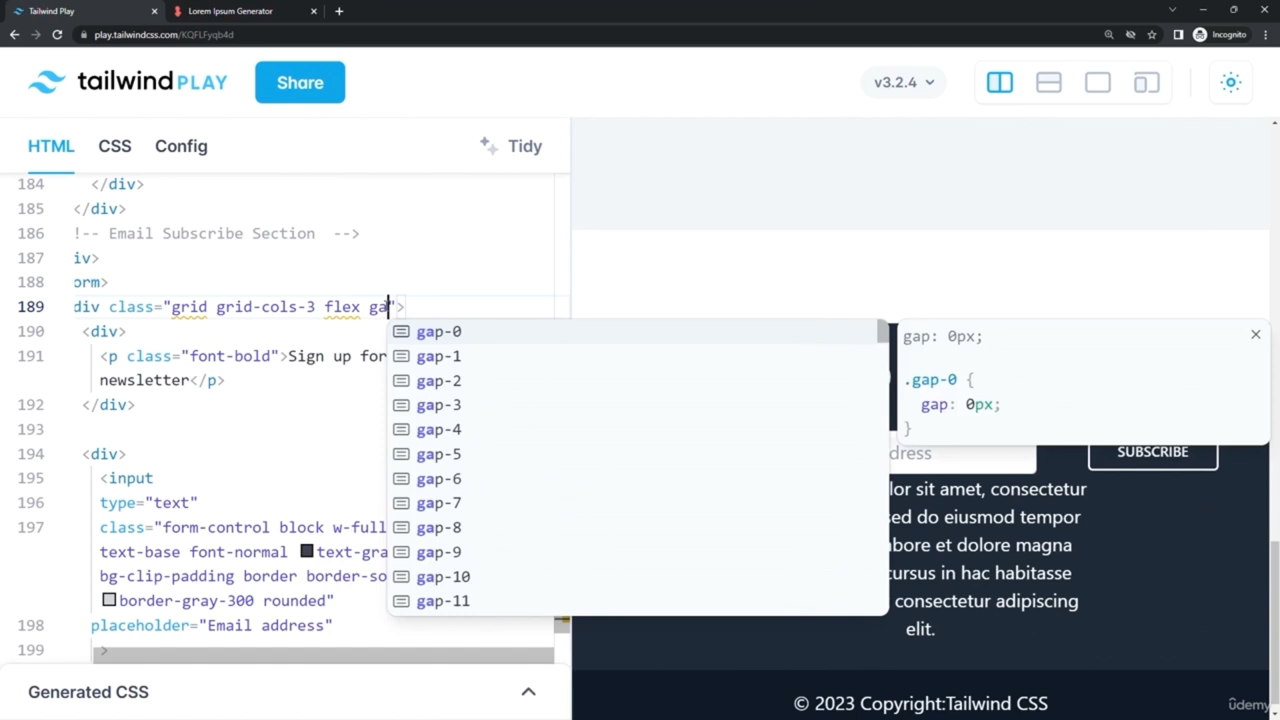 Tailwind Play
Lorem Ipsum Generator
play.tailwindcss.com/KQFLFyqb4d
Incognito
tailwind PLAY
Share
v3.2.4
HTML
CSS
Config
Tidy
184 </div>
185 </div>
186 !-- Email Subscribe Section -->
187 iv>
188 orm>
189 div class="grid grid-cols-3 flex ga">
190 <div>
191 <p class="font-bold">Sign up for
newsletter</p>
192 </div>
193
194 <div>
195 <input
196 type="text"
197 class="form-control block w-full
text-base font-normal text-gra
bg-clip-padding border border-so
border-gray-300 rounded"
198 placeholder="Email address"
199 >
gap-0
gap-1
gap-2
gap-3
gap-4
gap-5
gap-6
gap-7
gap-8
gap-9
gap-10
gap-11
gap: 0px;
.gap-0 {
gap: 0px;
}
dress
SUBSCRIBE
lor sit amet, consectetur
sed do eiusmod tempor
abore et dolore magna
cursus in hac habitasse
consectetur adipiscing
elit.
Generated CSS
© 2023 Copyright:Tailwind CSS
ûdemy